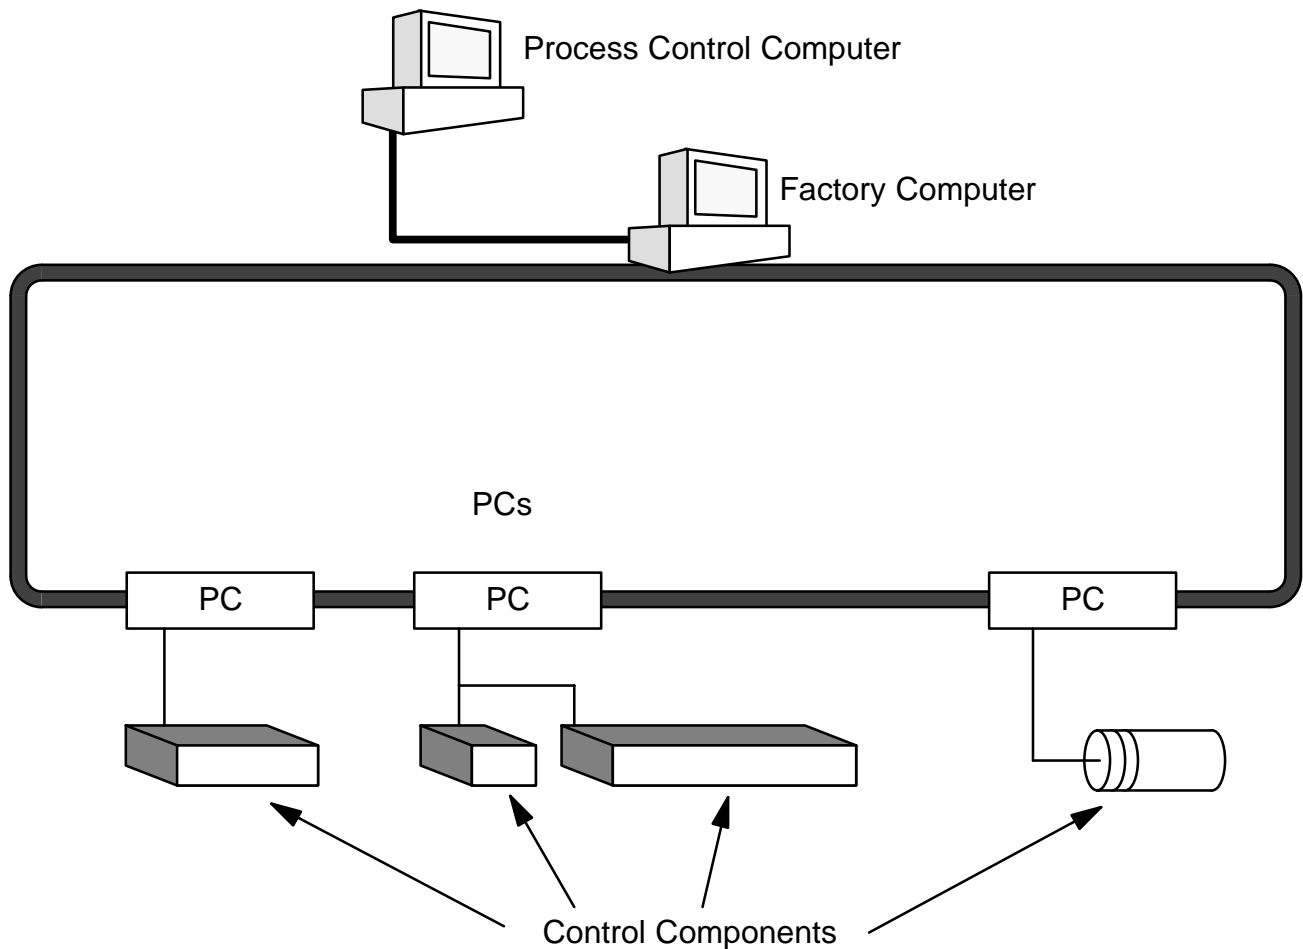 Process Control Computer
Factory Computer
PCs
PC
PC
PC
Control Components